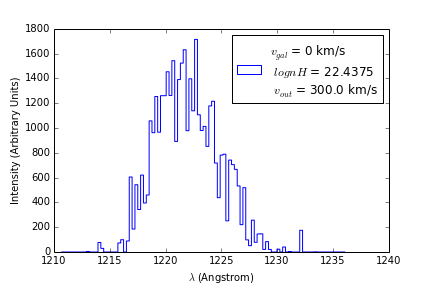 1800
1600
1400
1200
1000
800
600
400
200
0
Intensity (Arbitrary Units)
v_gal = 0 km/s
lognH = 22.4375
v_out = 300.0 km/s
1210 1215 1220 1225 1230 1235 1240
λ (Angstrom)